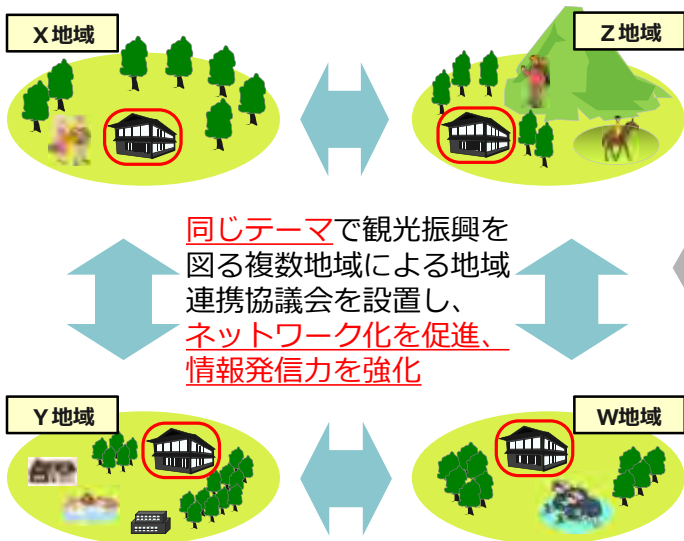 X地域
Z地域
同じテーマで観光振興を
図る複数地域による地域
連携協議会を設置し、
ネットワーク化を促進、
情報発信力を強化
Y地域
W地域